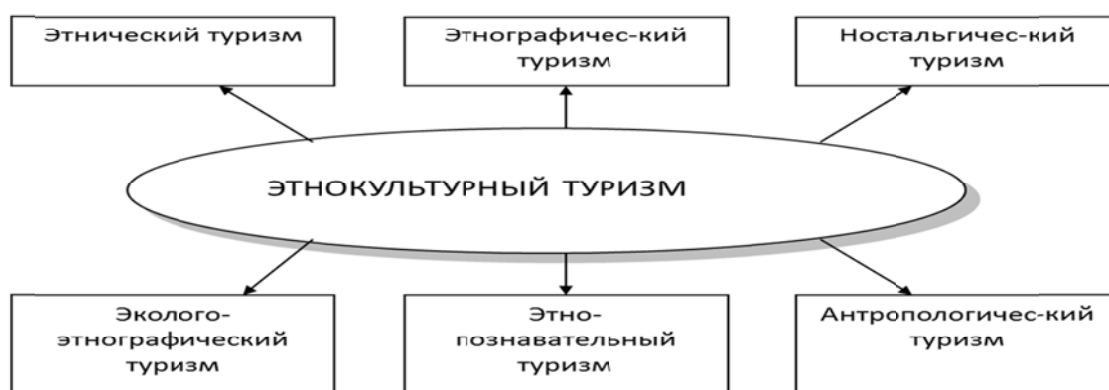 Этнический туризм
Этнографичес-кий
туризм
Ностальгичес-кий
туризм
ЭТНОКУЛЬТУРНЫЙ ТУРИЗМ
Эколого-
этнографический
туризм
Этно-
познавательный
туризм
Антропологичес-кий
туризм